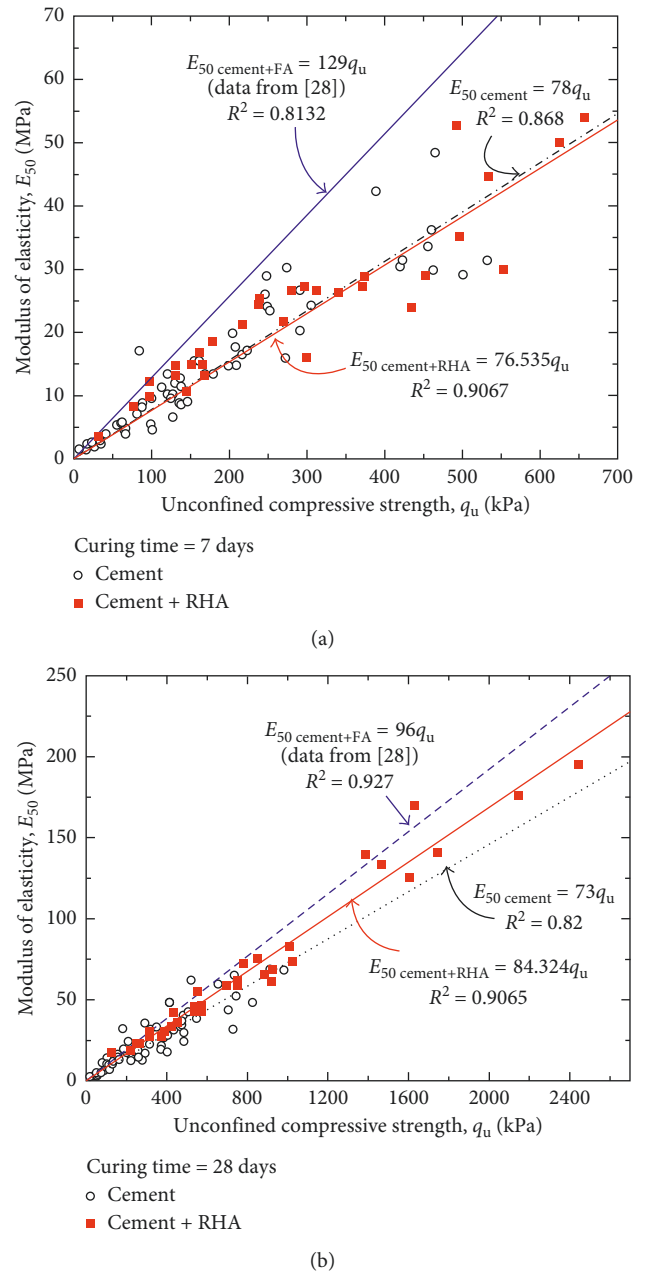 70
60
50
40
30
20
10
0
Modulus of elasticity, E₅₀ (MPa)
E₅₀ cement+FA = 129qᵤ
(data from [28])
R² = 0.8132
E₅₀ cement = 78qᵤ
R² = 0.868
E₅₀ cement+RHA = 76.535qᵤ
R² = 0.9067
0 100 200 300 400 500 600 700
Unconfined compressive strength, qᵤ (kPa)
Curing time = 7 days
Cement
Cement + RHA
(a)
250
200
150
100
50
0
Modulus of elasticity, E₅₀ (MPa)
E₅₀ cement+FA = 96qᵤ
(data from [28])
R² = 0.927
E₅₀ cement = 73qᵤ
R² = 0.82
E₅₀ cement+RHA = 84.324qᵤ
R² = 0.9065
0 400 800 1200 1600 2000 2400
Unconfined compressive strength, qᵤ (kPa)
Curing time = 28 days
Cement
Cement + RHA
(b)